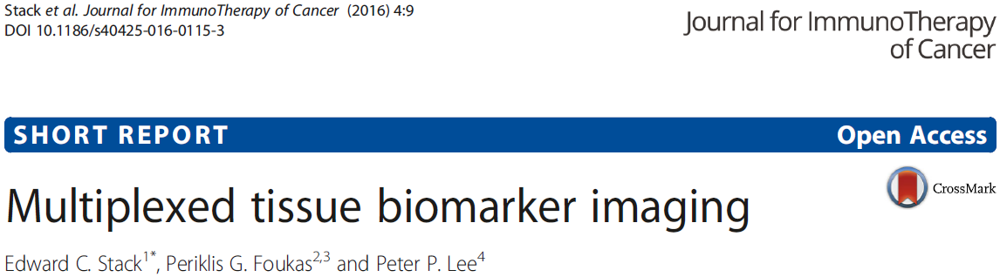 Stack et al. Journal for ImmunoTherapy of Cancer (2016) 4:9
DOI 10.1186/s40425-016-0115-3
Journal for ImmunoTherapy
of Cancer
SHORT REPORT
Open Access
Multiplexed tissue biomarker imaging
CrossMark
Edward C. Stack1*, Periklis G. Foukas2,3 and Peter P. Lee4